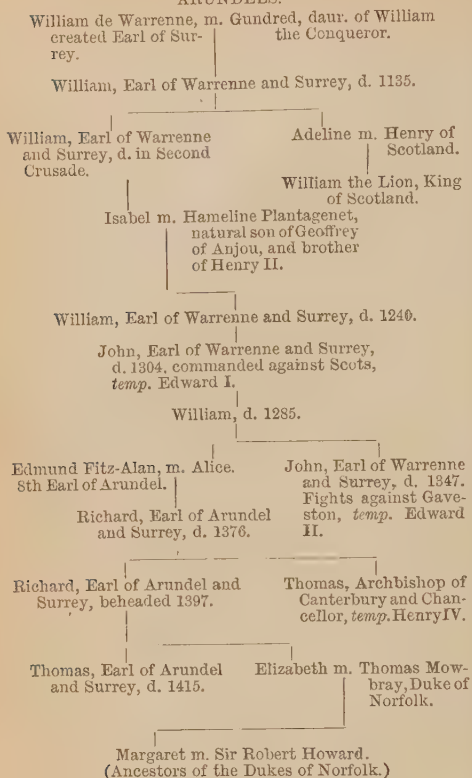 ARUNDELS.
William de Warrenne, m. Gundred, daur. of William
created Earl of Sur- the Conqueror.
rey.
William, Earl of Warrenne and Surrey, d. 1135.
William, Earl of Warrenne Adeline m. Henry of
and Surrey, d. in Second Scotland.
Crusade.
William the Lion, King
of Scotland.
Isabel m. Hameline Plantagenet,
natural son of Geoffrey
of Anjou, and brother
of Henry II.
William, Earl of Warrenne and Surrey, d. 1240.
John, Earl of Warrenne and Surrey,
d. 1304, commanded against Scots,
temp. Edward I.
William, d. 1285.
Edmund Fitz-Alan, m. Alice. John, Earl of Warrenne
8th Earl of Arundel. and Surrey, d. 1347.
Fights against Gave-
Richard, Earl of Arundel ston, temp. Edward
and Surrey, d. 1376. II.
Richard, Earl of Arundel and Thomas, Archbishop of
Surrey, beheaded 1397. Canterbury and Chan-
cellor, temp. Henry IV.
Thomas, Earl of Arundel Elizabeth m. Thomas Mow-
and Surrey, d. 1415. bray, Duke of
Norfolk.
Margaret m. Sir Robert Howard.
(Ancestors of the Dukes of Norfolk.)